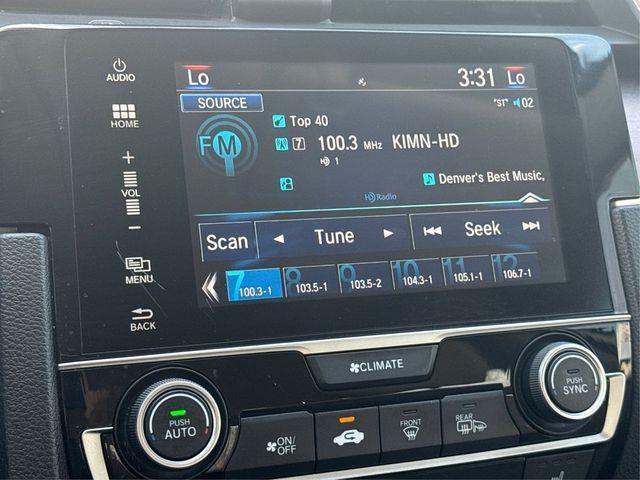 AUDIO
HOME
VOL
MENU
BACK
Lo 3:31 Lo
SOURCE "ST" 02
FM Top 40
7 100.3 MHz KIMN-HD
HD 1
Denver's Best Music,
HD Radio
Scan Tune Seek
7 8 9 10 11 12
100.3-1 103.5-1 103.5-2 104.3-1 105.1-1 106.7-1
CLIMATE
PUSH AUTO
ON/OFF
FRONT
REAR
PUSH SYNC